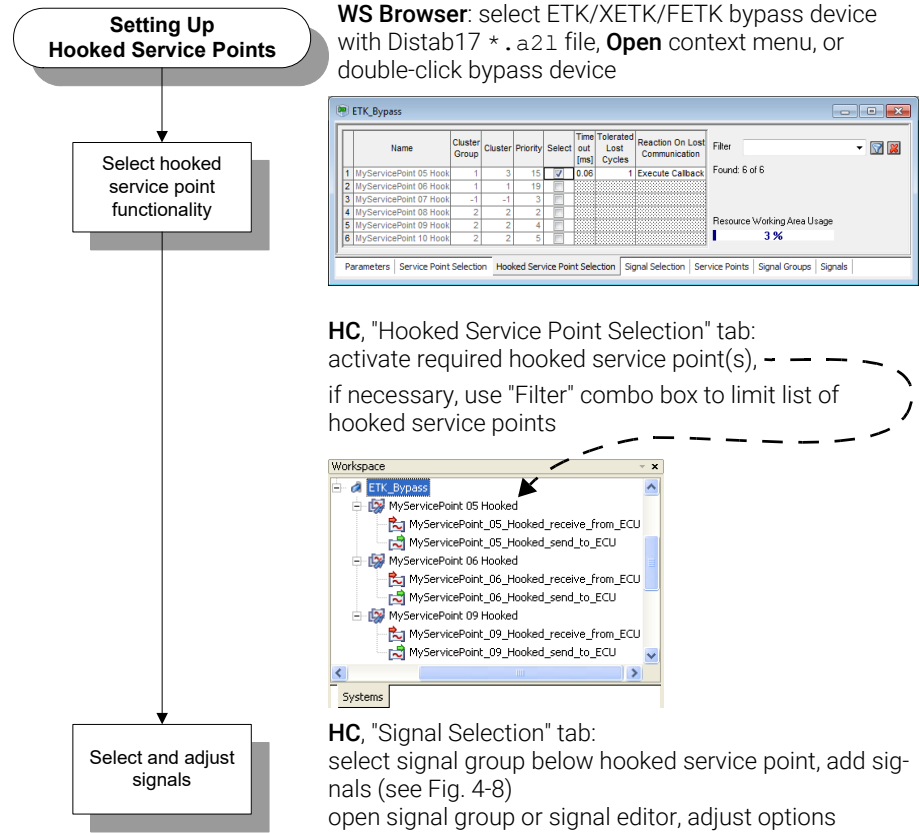 Setting Up
Hooked Service Points
WS Browser: select ETK/XETK/FETK bypass device
with Distab17 *.a2l file, Open context menu, or
double-click bypass device
Select hooked
service point
functionality
ETK_Bypass
Name Cluster Group Cluster Priority Select Time out [ms] Tolerated Lost Cycles Reaction On Lost Communication
1 MyServicePoint 05 Hook 1 3 15 0.06 1 Execute Callback
2 MyServicePoint 06 Hook 1 1 19
3 MyServicePoint 07 Hook -1 -1 3
4 MyServicePoint 08 Hook 2 2 2
5 MyServicePoint 09 Hook 2 2 4
6 MyServicePoint 10 Hook 2 2 5
Filter
Found: 6 of 6
Resource Working Area Usage
3 %
Parameters Service Point Selection Hooked Service Point Selection Signal Selection Service Points Signal Groups Signals
HC, "Hooked Service Point Selection" tab:
activate required hooked service point(s),
if necessary, use "Filter" combo box to limit list of
hooked service points
Workspace
ETK_Bypass
MyServicePoint 05 Hooked
MyServicePoint_05_Hooked_receive_from_ECU
MyServicePoint_05_Hooked_send_to_ECU
MyServicePoint 06 Hooked
MyServicePoint_06_Hooked_receive_from_ECU
MyServicePoint_06_Hooked_send_to_ECU
MyServicePoint 09 Hooked
MyServicePoint_09_Hooked_receive_from_ECU
MyServicePoint_09_Hooked_send_to_ECU
Systems
Select and adjust
signals
HC, "Signal Selection" tab:
select signal group below hooked service point, add sig-
nals (see Fig. 4-8)
open signal group or signal editor, adjust options